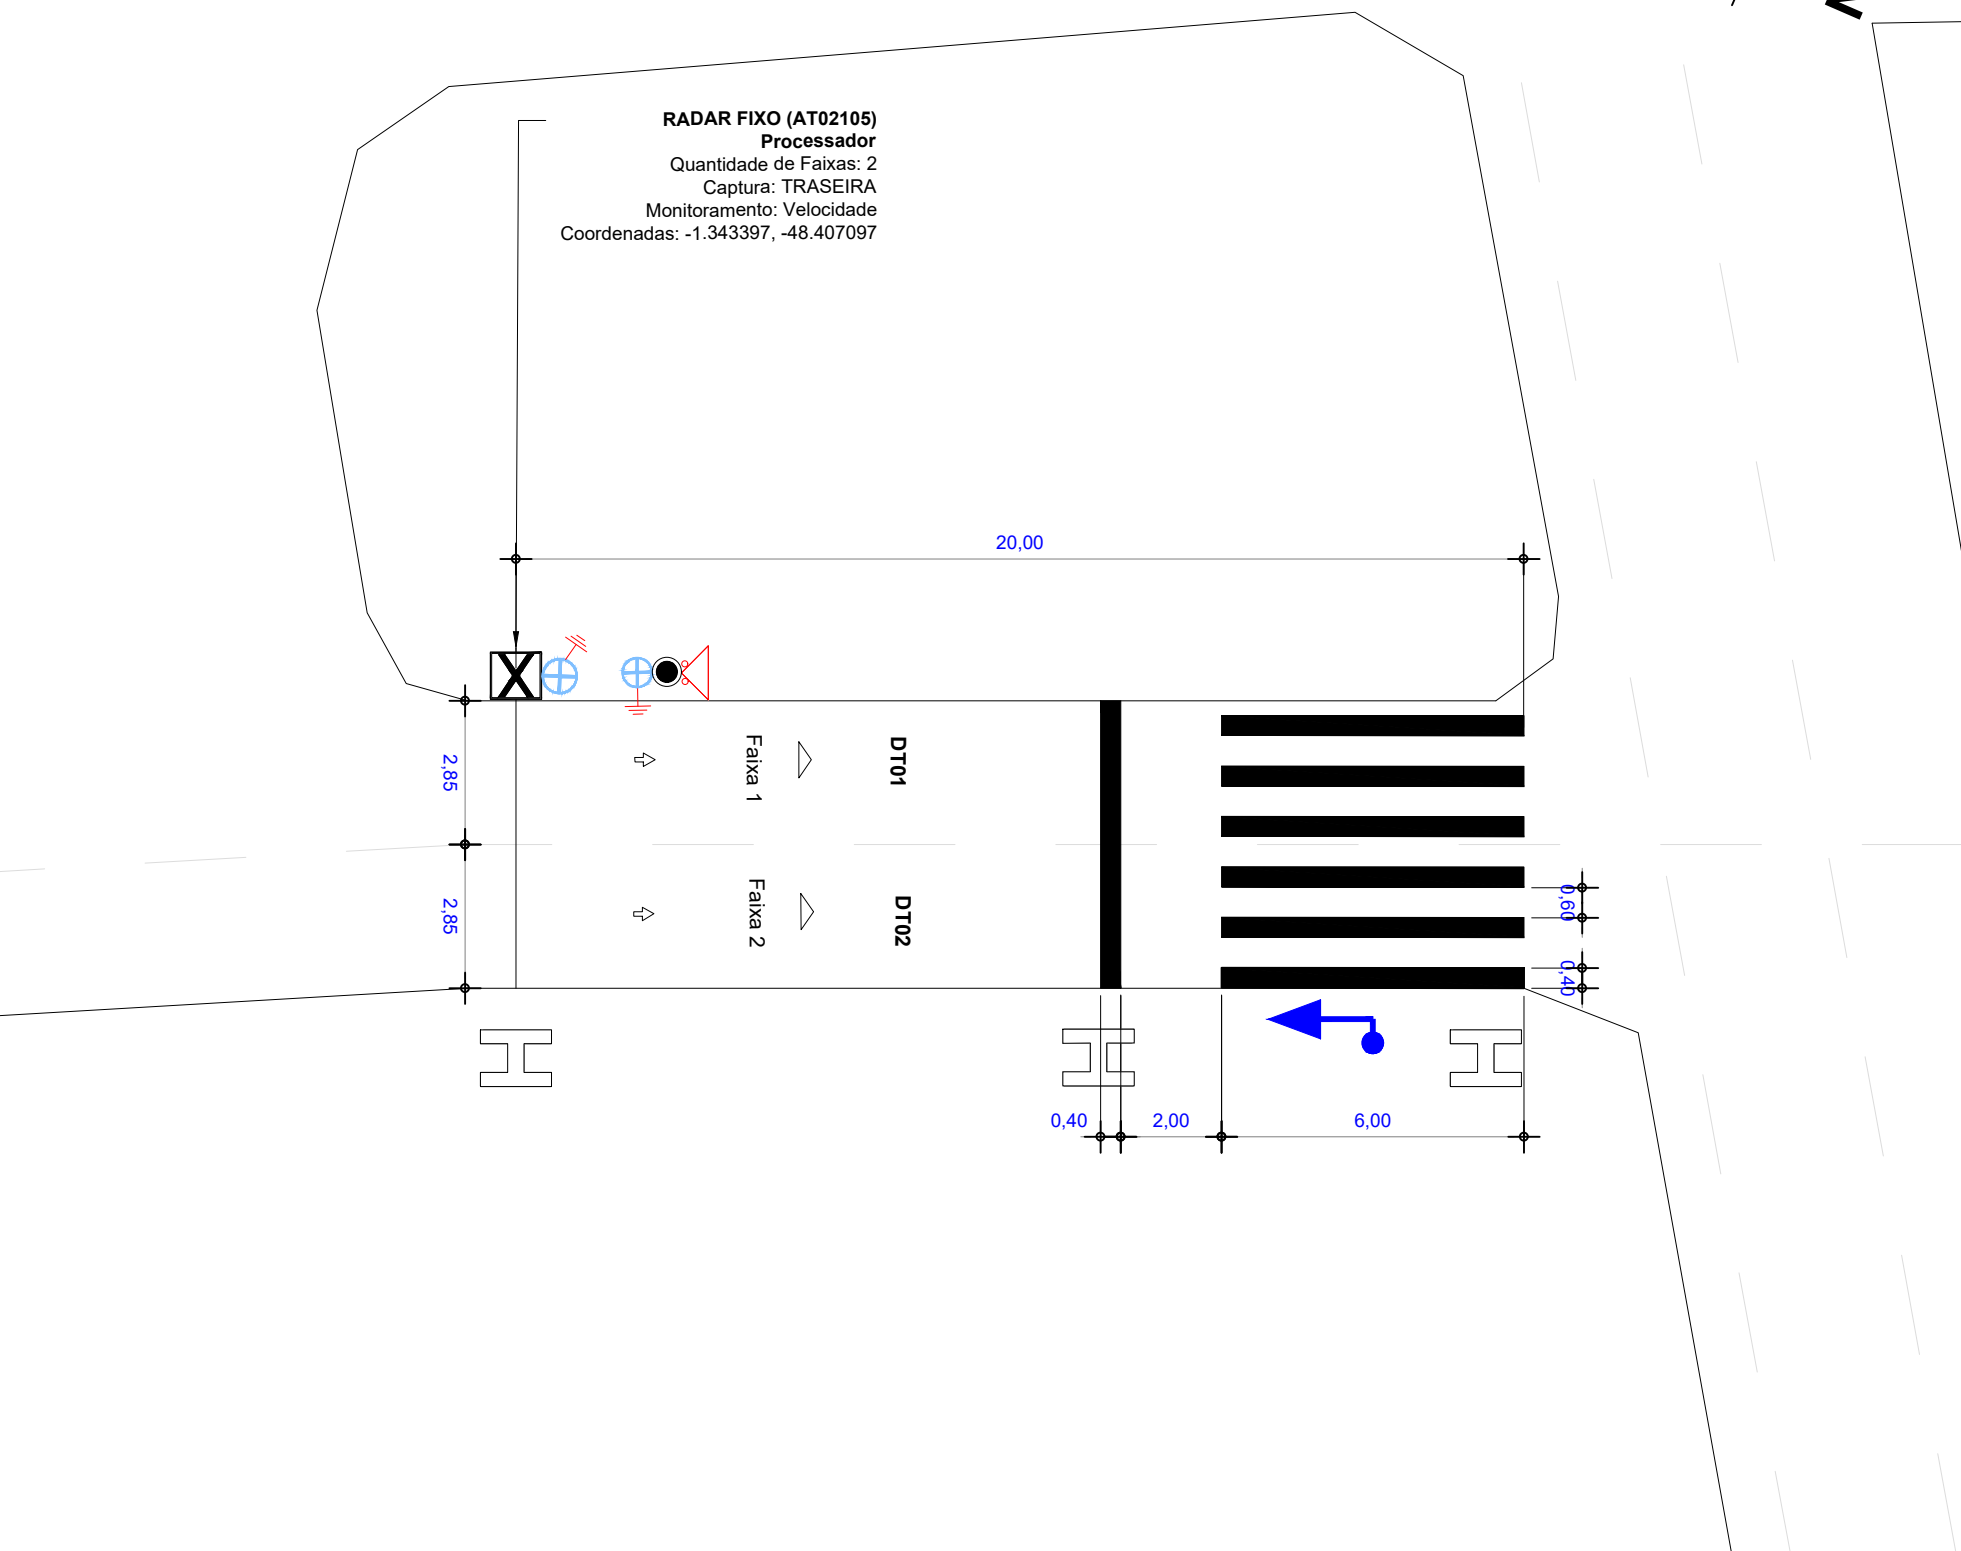 RADAR FIXO (AT02105)
Processador
Quantidade de Faixas: 2
Captura: TRASEIRA
Monitoramento: Velocidade
Coordenadas: -1.343397, -48.407097
20,00
X
2,85
Faixa 1
DT01
2,85
Faixa 2
DT02
0,60
0,40
0,40
2,00
6,00